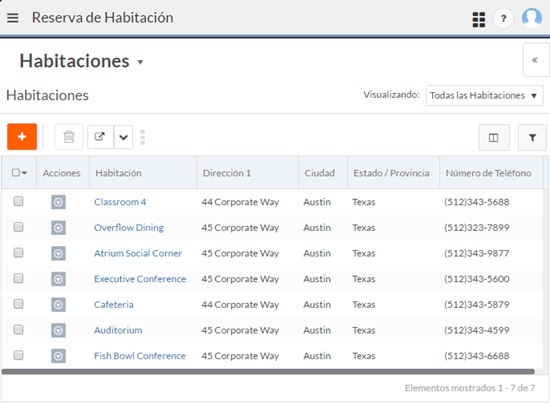 Reserva de Habitación ?
Habitaciones
«
Habitaciones Visualizando: Todas las Habitaciones
+
Acciones Habitación Dirección 1 Ciudad Estado / Provincia Número de Teléfono
Classroom 4 44 Corporate Way Austin Texas (512)343-5688
Overflow Dining 44 Corporate Way Austin Texas (512)323-7899
Atrium Social Corner 45 Corporate Way Austin Texas (512)343-9877
Executive Conference 45 Corporate Way Austin Texas (512)343-5600
Cafeteria 44 Corporate Way Austin Texas (512)343-5879
Auditorium 45 Corporate Way Austin Texas (512)343-4599
Fish Bowl Conference 45 Corporate Way Austin Texas (512)343-6688
Elementos mostrados 1 - 7 de 7